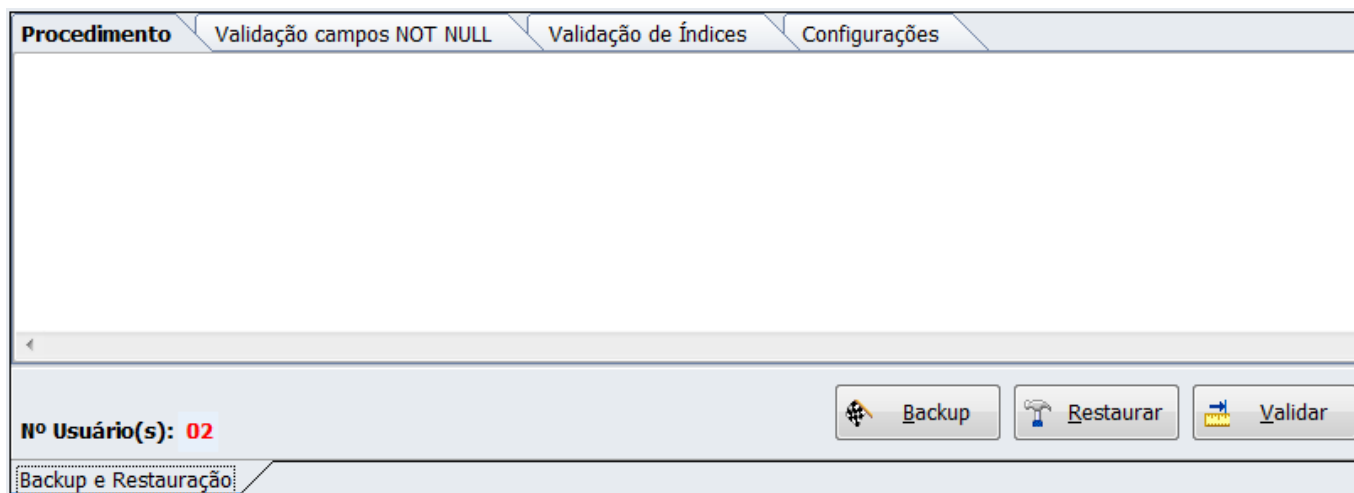 Procedimento Validação campos NOT NULL Validação de Índices Configurações
Backup Restaurar Validar
Nº Usuário(s): 02
Backup e Restauração